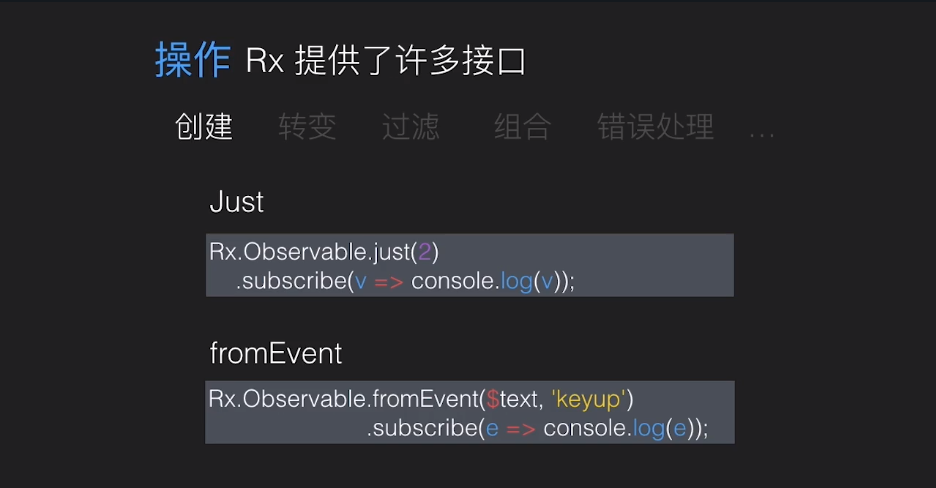 操作 Rx 提供了许多接口
创建 转变 过滤 组合 错误处理 ...
Just
Rx.Observable.just(2)
.subscribe(v => console.log(v));
fromEvent
Rx.Observable.fromEvent($text, 'keyup')
.subscribe(e => console.log(e));